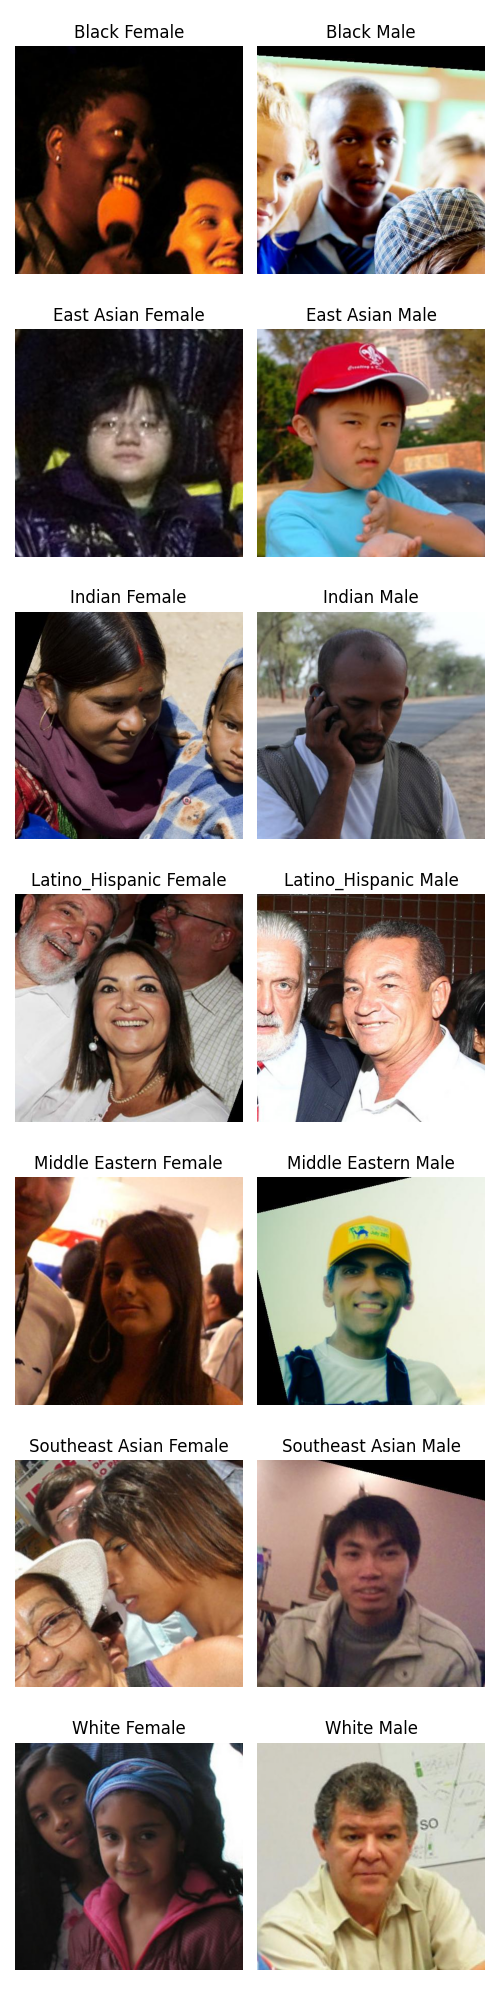 Black Female
Black Male
East Asian Female
East Asian Male
Indian Female
Indian Male
Latino_Hispanic Female
Latino_Hispanic Male
Middle Eastern Female
Middle Eastern Male
Southeast Asian Female
Southeast Asian Male
White Female
White Male
SO